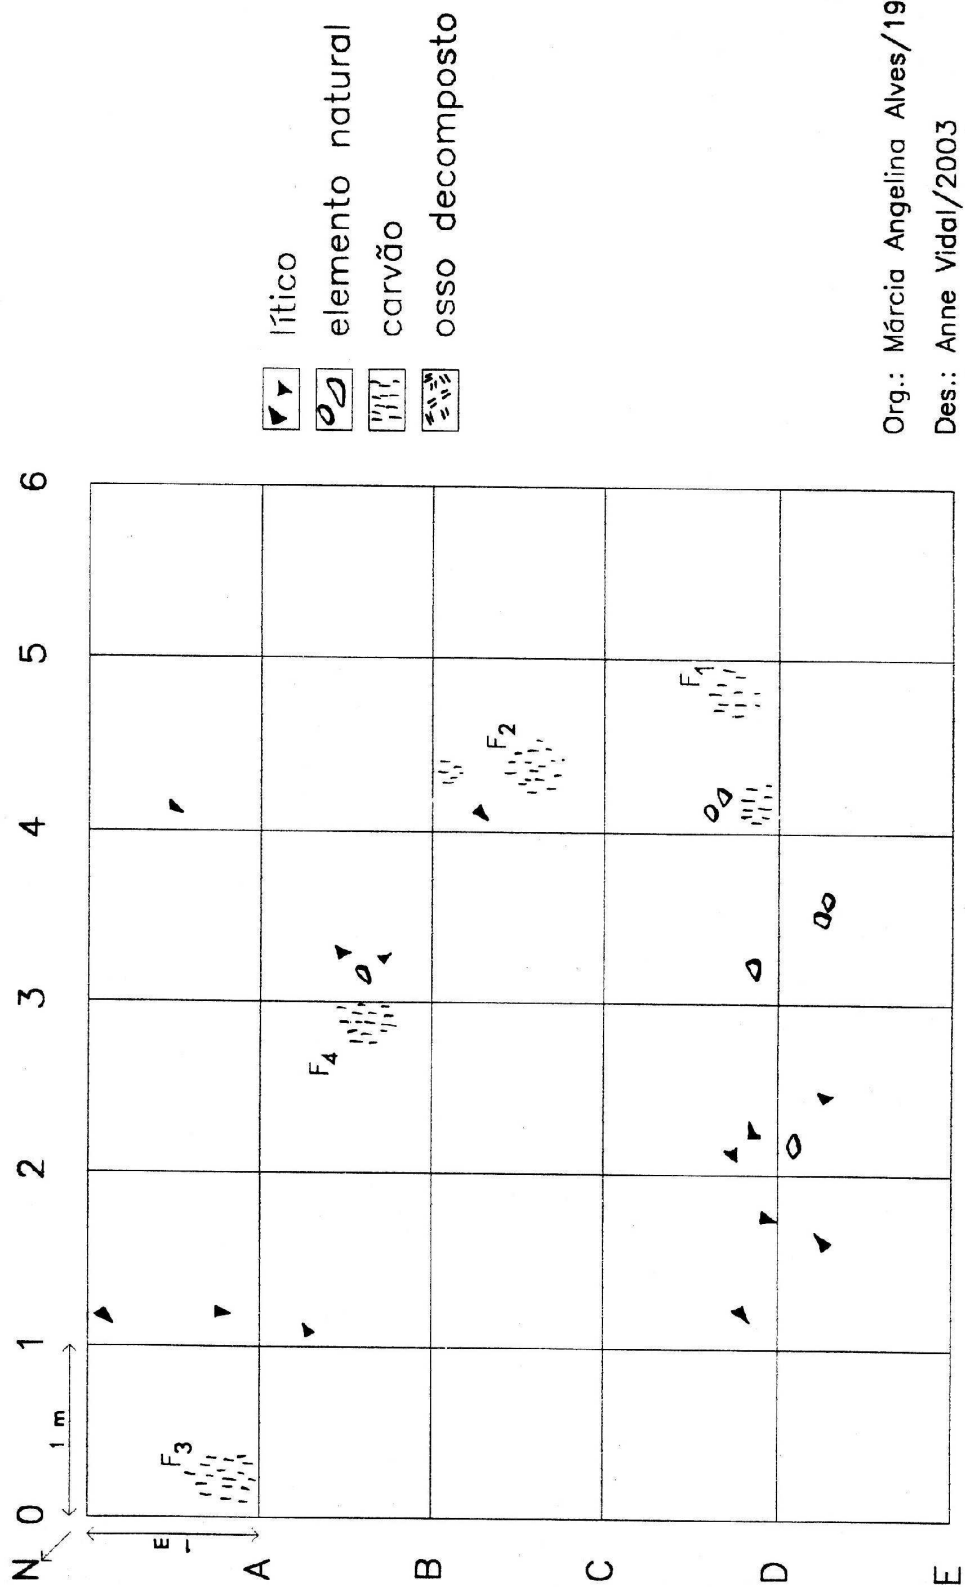 N
0 1 2 3 4 5 6
1 m
1 m
A
B
C
D
E
F3
F4
F2
F1
lítico
elemento natural
carvão
osso decomposto
Org.: Márcia Angelina Alves/19
Des.: Anne Vidal/2003